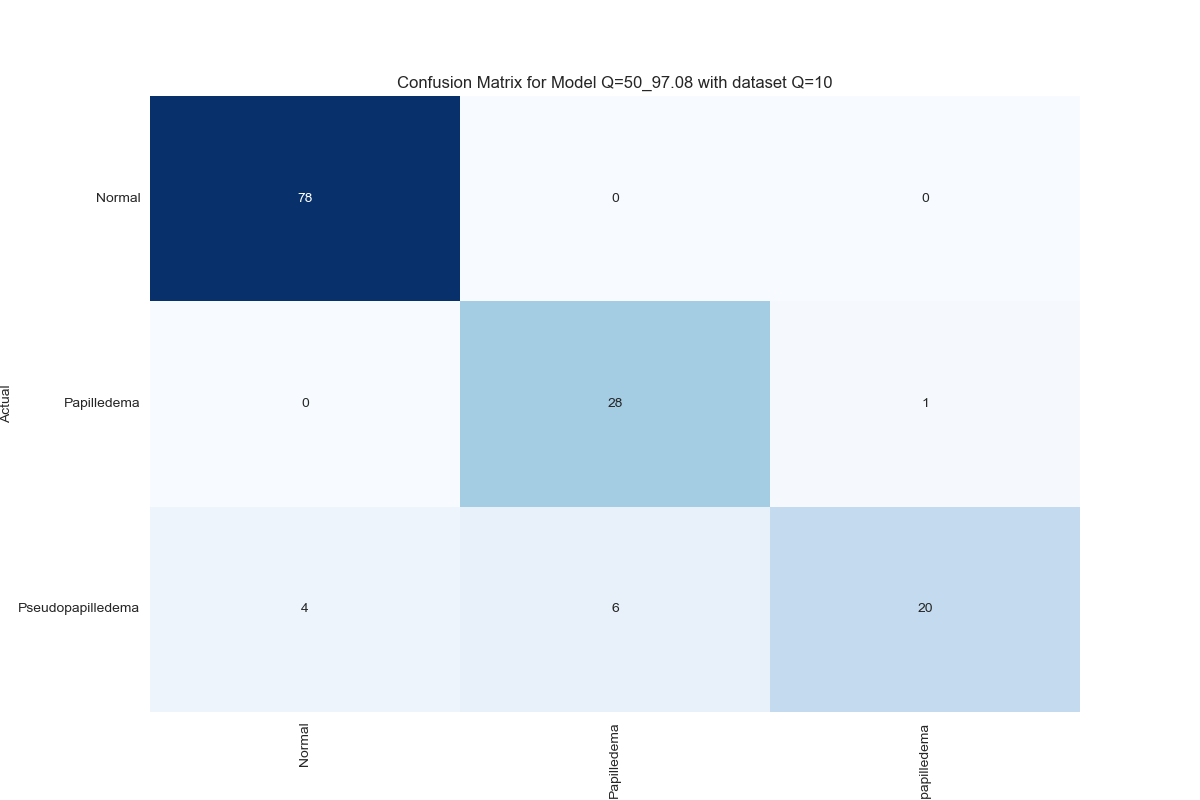 Confusion Matrix for Model Q=50_97.08 with dataset Q=10
Normal
78
0
0
Actual
Papilledema
0
28
1
Pseudopapilledema
4
6
20
Normal
Papilledema
papilledema